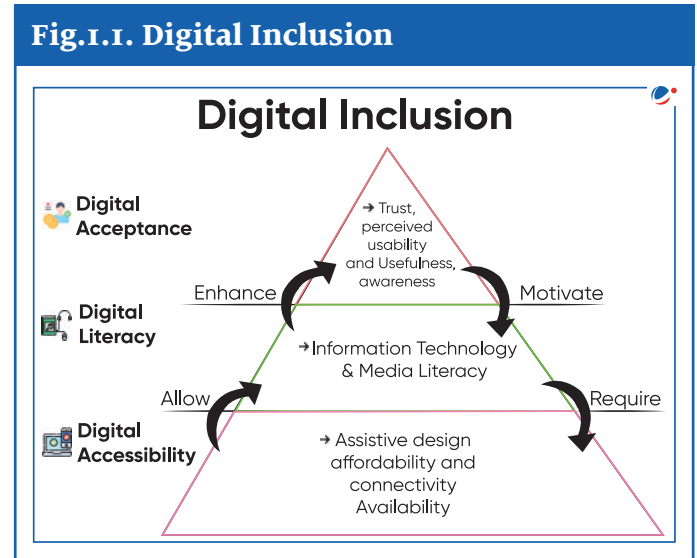 Fig.1.1. Digital Inclusion
Digital Inclusion
Digital
Acceptance
→ Trust,
perceived
usability
and Usefulness,
awareness
Enhance
Motivate
Digital
Literacy
→Information Technology
& Media Literacy
Allow
Require
Digital
Accessibility
→ Assistive design
affordability and
connectivity
Availability